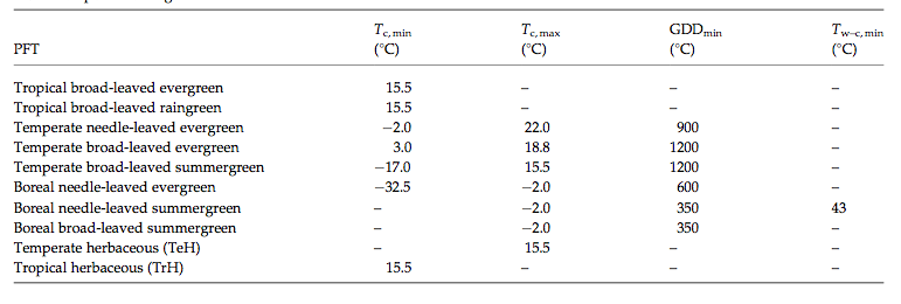 T c, min T c, max GDD min T w–c, min
PFT (°C) (°C) (°C) (°C)
Tropical broad-leaved evergreen 15.5 – – –
Tropical broad-leaved raingreen 15.5 – – –
Temperate needle-leaved evergreen −2.0 22.0 900 –
Temperate broad-leaved evergreen 3.0 18.8 1200 –
Temperate broad-leaved summergreen −17.0 15.5 1200 –
Boreal needle-leaved evergreen −32.5 −2.0 600 –
Boreal needle-leaved summergreen – −2.0 350 43
Boreal broad-leaved summergreen – −2.0 350 –
Temperate herbaceous (TeH) – 15.5 – –
Tropical herbaceous (TrH) 15.5 – – –